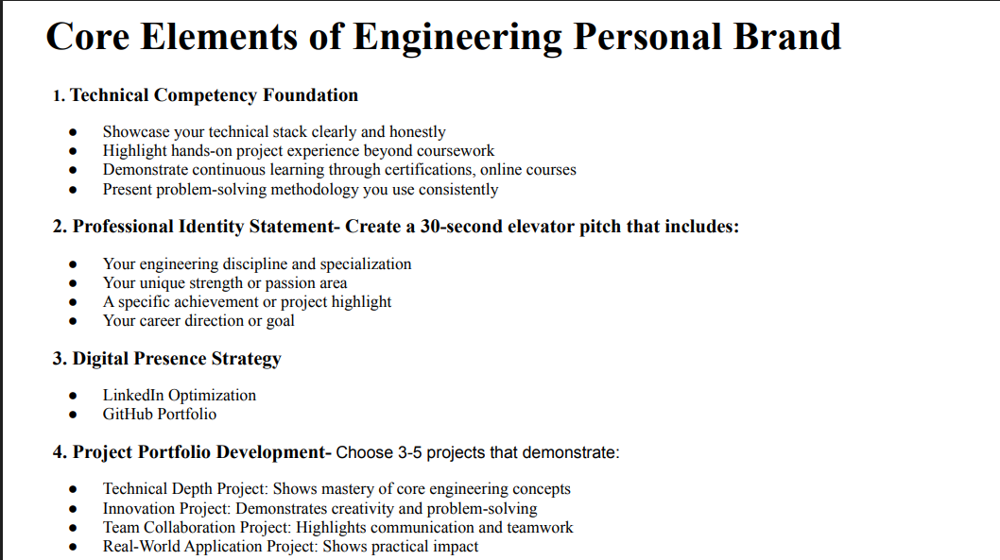 Core Elements of Engineering Personal Brand
1. Technical Competency Foundation
● Showcase your technical stack clearly and honestly
● Highlight hands-on project experience beyond coursework
● Demonstrate continuous learning through certifications, online courses
● Present problem-solving methodology you use consistently
2. Professional Identity Statement- Create a 30-second elevator pitch that includes:
● Your engineering discipline and specialization
● Your unique strength or passion area
● A specific achievement or project highlight
● Your career direction or goal
3. Digital Presence Strategy
● LinkedIn Optimization
● GitHub Portfolio
4. Project Portfolio Development- Choose 3-5 projects that demonstrate:
● Technical Depth Project: Shows mastery of core engineering concepts
● Innovation Project: Demonstrates creativity and problem-solving
● Team Collaboration Project: Highlights communication and teamwork
● Real-World Application Project: Shows practical impact